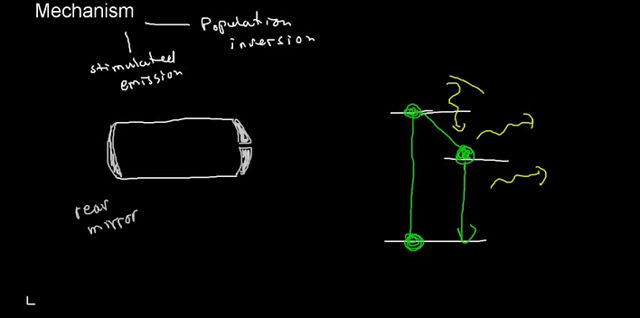 Mechanism
Population
inversion
stimulated
emission
rear
mirror
L